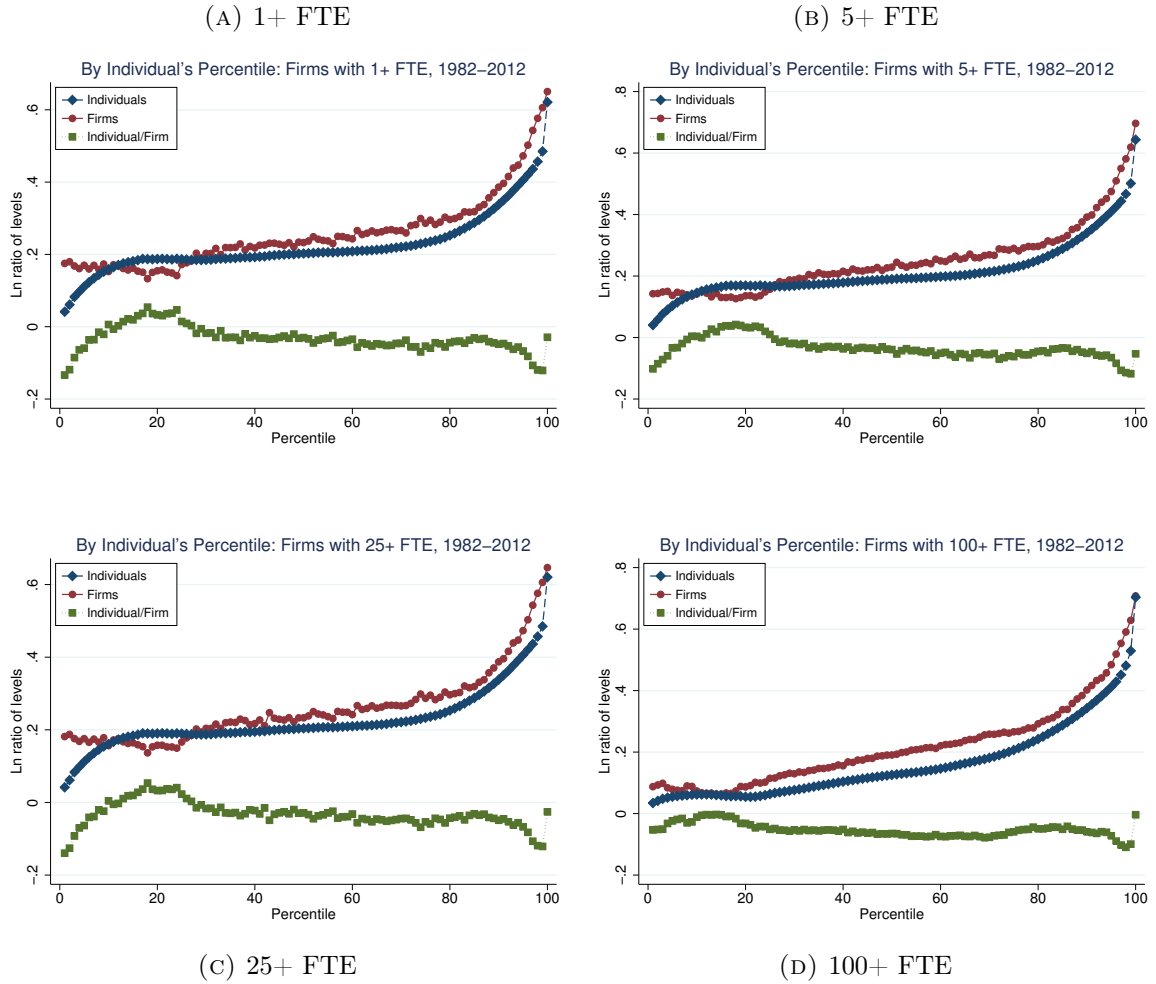 (A) 1+ FTE
By Individual's Percentile: Firms with 1+ FTE, 1982−2012
Individuals
Firms
Individual/Firm
Ln ratio of levels
.6
.4
.2
0
−.2
0 20 40 60 80 100
Percentile
(B) 5+ FTE
By Individual's Percentile: Firms with 5+ FTE, 1982−2012
Individuals
Firms
Individual/Firm
Ln ratio of levels
.8
.6
.4
.2
0
−.2
0 20 40 60 80 100
Percentile
By Individual's Percentile: Firms with 25+ FTE, 1982−2012
Individuals
Firms
Individual/Firm
Ln ratio of levels
.6
.4
.2
0
−.2
0 20 40 60 80 100
Percentile
(C) 25+ FTE
By Individual's Percentile: Firms with 100+ FTE, 1982−2012
Individuals
Firms
Individual/Firm
Ln ratio of levels
.8
.6
.4
.2
0
−.2
0 20 40 60 80 100
Percentile
(D) 100+ FTE